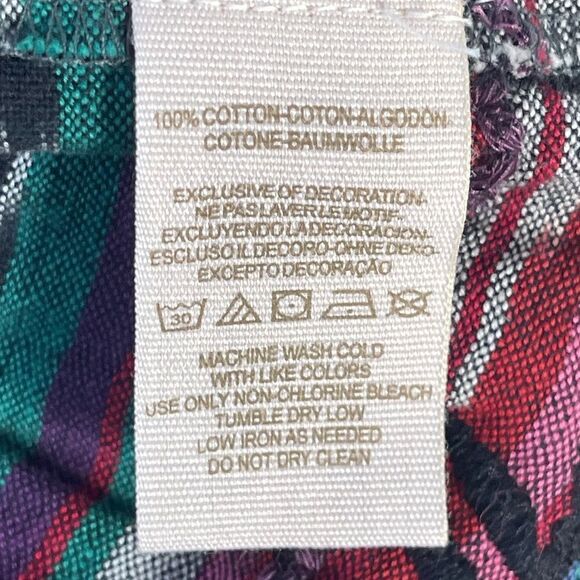 100% COTTON-COTON-ALGODON
COTONE-BAUMWOLLE
EXCLUSIVE OF DECORATION-
NE PAS LAVER LE MOTIF-
EXCLUYENDO LA DECORACION-
ESCLUSO IL DECORO-OHNE DEKO-
EXCEPTO DECORAÇÃO
30
MACHINE WASH COLD
WITH LIKE COLORS
USE ONLY NON-CHLORINE BLEACH
TUMBLE DRY LOW
LOW IRON AS NEEDED
DO NOT DRY CLEAN